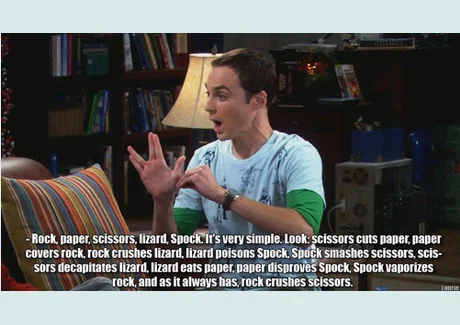 - Rock, paper, scissors, lizard, Spock. It's very simple. Look: scissors cuts paper, paper
covers rock, rock crushes lizard, lizard poisons Spock, Spock smashes scissors, scis-
sors decapitates lizard, lizard eats paper, paper disproves Spock, Spock vaporizes
rock, and as it always has, rock crushes scissors.
Laurie